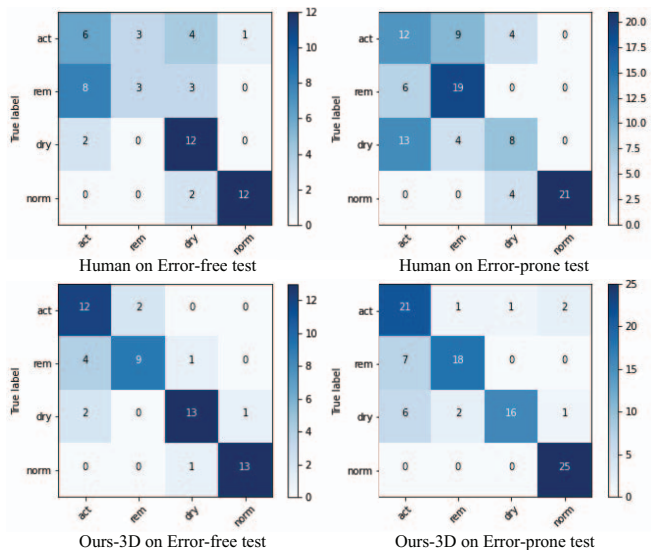 12
act 6 3 4 1
10
rem 8 3 3 0
8
6
True label
dry 2 0 12 0
4
2
norm 0 0 2 12
0
act rem dry norm
Human on Error-free test
20.0
act 12 9 4 0
17.5
15.0
rem 6 19 0 0
12.5
10.0
True label
dry 13 4 8 0
7.5
5.0
norm 0 0 4 21
2.5
0.0
act rem dry norm
Human on Error-prone test
12
act 12 2 0 0
10
rem 4 9 1 0
8
6
True label
dry 2 0 13 1
4
2
norm 0 0 1 13
0
act rem dry norm
Ours-3D on Error-free test
25
act 21 1 1 2
20
rem 7 18 0 0
15
True label
10
dry 6 2 16 1
5
norm 0 0 0 25
0
act rem dry norm
Ours-3D on Error-prone test